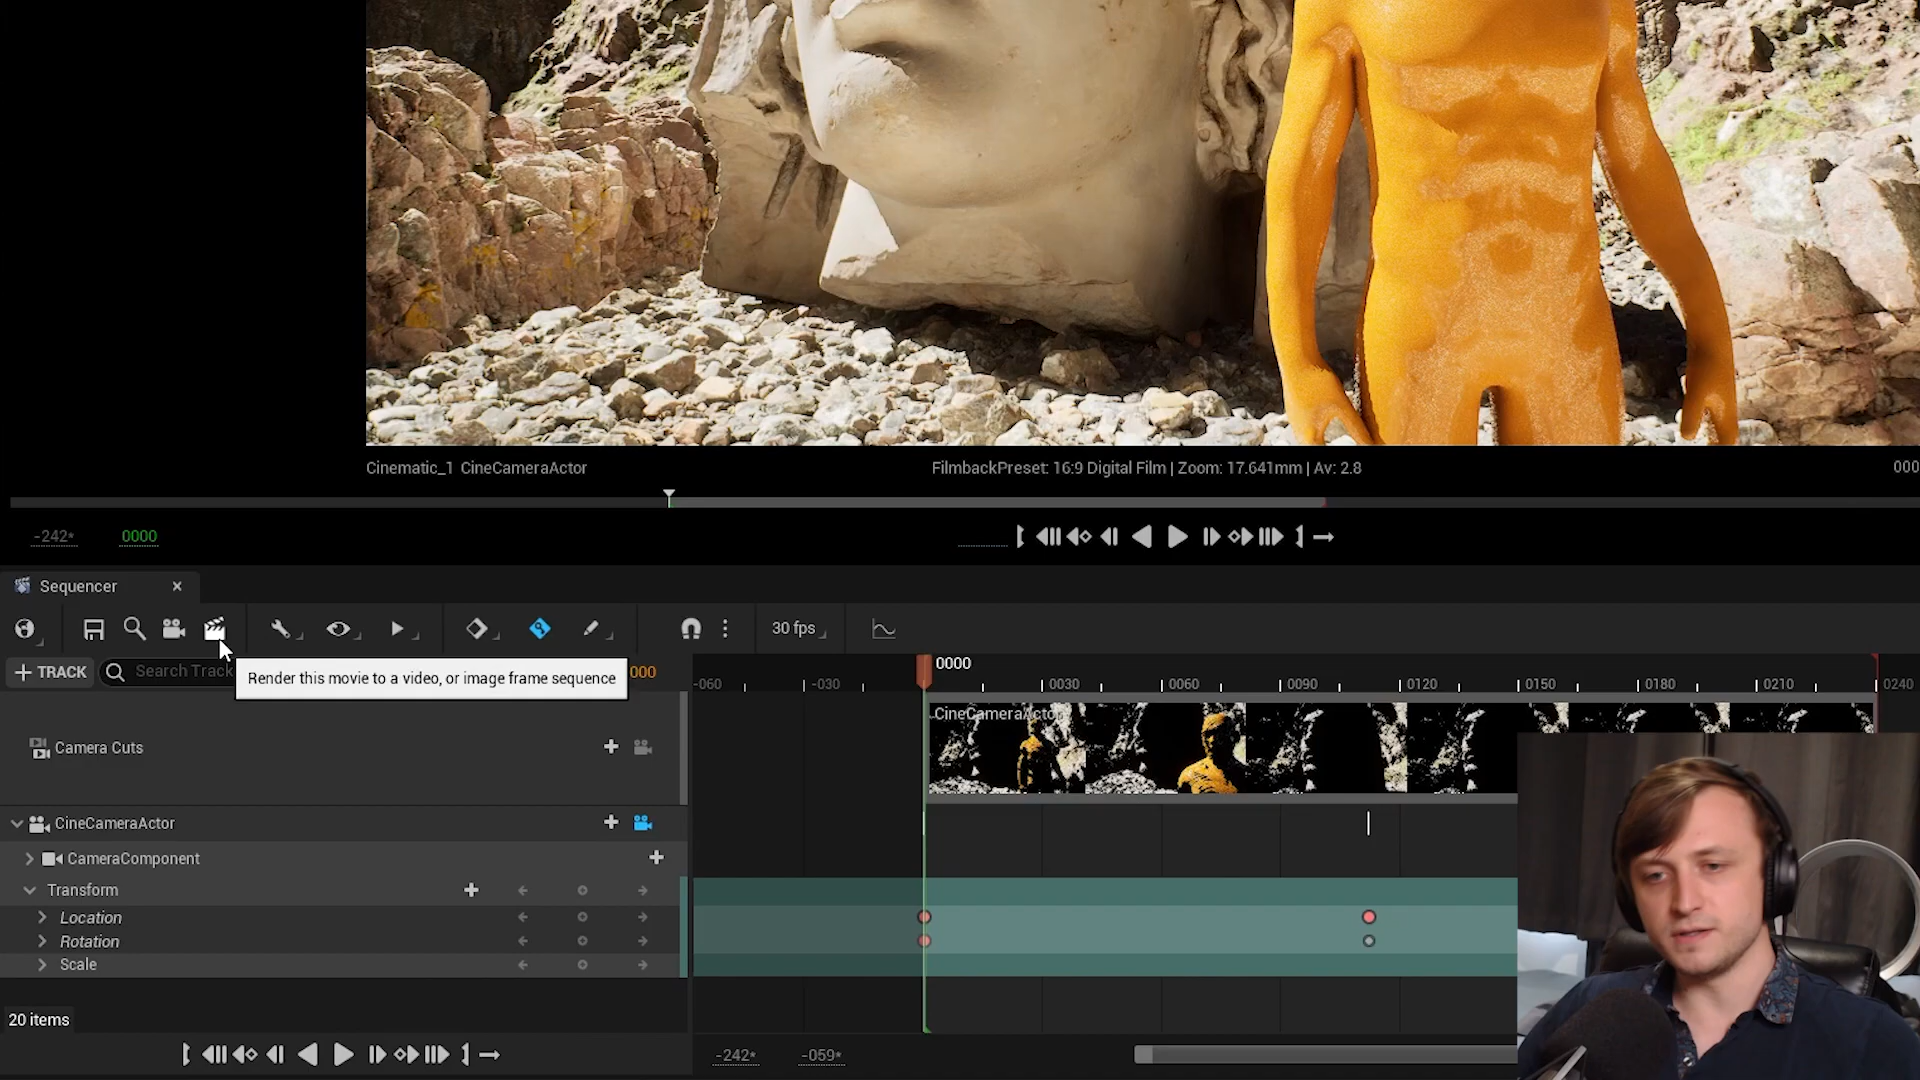 Cinematic_1 CineCameraActor
FilmbackPreset: 16:9 Digital Film | Zoom: 17.641mm | Av: 2.8
000
-242*
0000
Sequencer
30 fps
TRACK
Search Track
Render this movie to a video, or image frame sequence
000
0000
-060
-030
0030
0060
0090
0120
0150
0180
0210
0240
CineCameraActor
Camera Cuts
CineCameraActor
CameraComponent
Transform
Location
Rotation
Scale
20 items
-242*
-059*